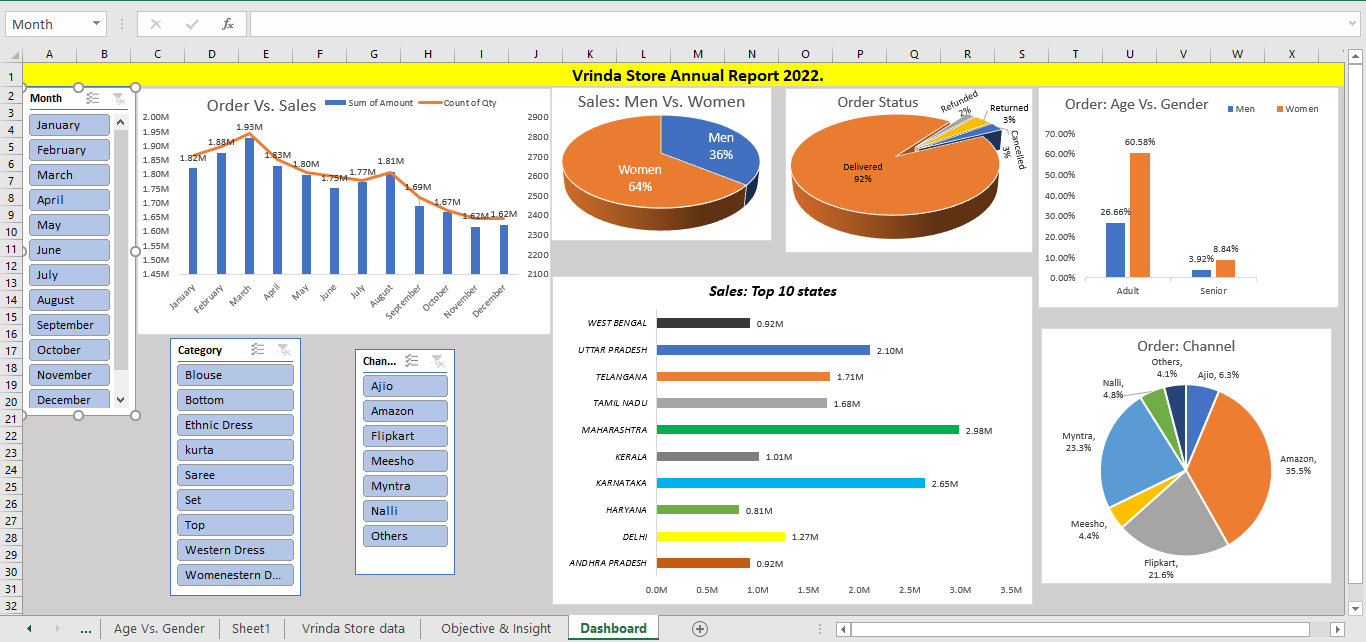 Month
fx
A B C D E F G H I J K L M N O P Q R S T U V W X
1
2
3
4
5
6
7
8
9
10
11
12
13
14
15
16
17
18
19
20
21
22
23
24
25
26
27
28
29
30
31
32
Vrinda Store Annual Report 2022.
Month
January
February
March
April
May
June
July
August
September
October
November
December
Order Vs. Sales
Sum of Amount
Count of Qty
2.00M
1.95M
1.90M
1.85M
1.80M
1.75M
1.70M
1.65M
1.60M
1.55M
1.50M
1.45M
1.82M
1.88M
1.93M
1.83M
1.80M
1.75M
1.77M
1.81M
1.69M
1.67M
1.62M
1.62M
2900
2800
2700
2600
2500
2400
2300
2200
2100
January
February
March
April
May
June
July
August
September
October
November
December
Sales: Men Vs. Women
Men
36%
Women
64%
Order Status
Refunded
2%
Returned
3%
Cancelled
3%
Delivered
92%
Order: Age Vs. Gender
Men
Women
70.00%
60.00%
50.00%
40.00%
30.00%
20.00%
10.00%
0.00%
26.66%
60.58%
3.92%
8.84%
Adult
Senior
Category
Blouse
Bottom
Ethnic Dress
kurta
Saree
Set
Top
Western Dress
Womenestern D...
Chan...
Ajio
Amazon
Flipkart
Meesho
Myntra
Nalli
Others
Sales: Top 10 states
WEST BENGAL 0.92M
UTTAR PRADESH 2.10M
TELANGANA 1.71M
TAMIL NADU 1.68M
MAHARASHTRA 2.98M
KERALA 1.01M
KARNATAKA 2.65M
HARYANA 0.81M
DELHI 1.27M
ANDHRA PRADESH 0.92M
0.0M 0.5M 1.0M 1.5M 2.0M 2.5M 3.0M 3.5M
Order: Channel
Others,
4.1%
Ajio, 6.3%
Nalli,
4.8%
Myntra,
23.3%
Amazon,
35.5%
Meesho,
4.4%
Flipkart,
21.6%
... Age Vs. Gender Sheet1 Vrinda Store data Objective & Insight Dashboard